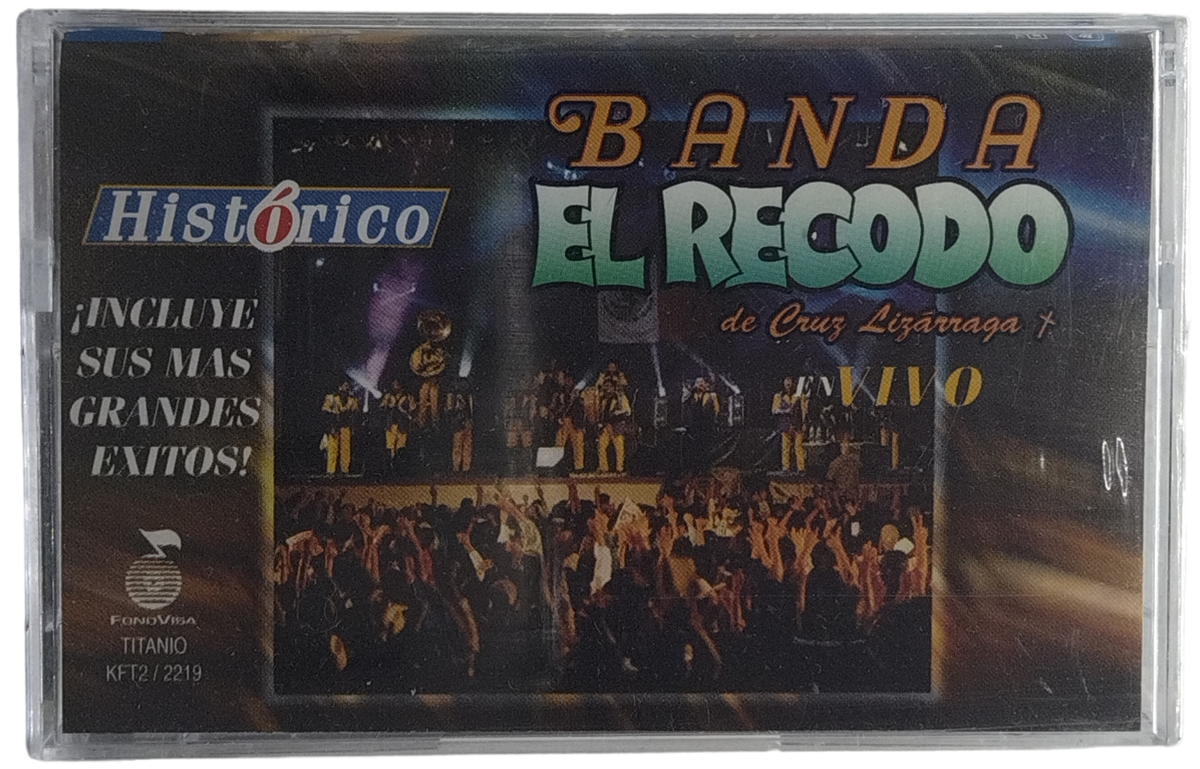 BANDA
EL RECODO
de Cruz Lizárraga †
EN VIVO
Histórico
¡INCLUYE
SUS MAS
GRANDES
EXITOS!
FONOVISA
TITANIO
KFT2 / 2219